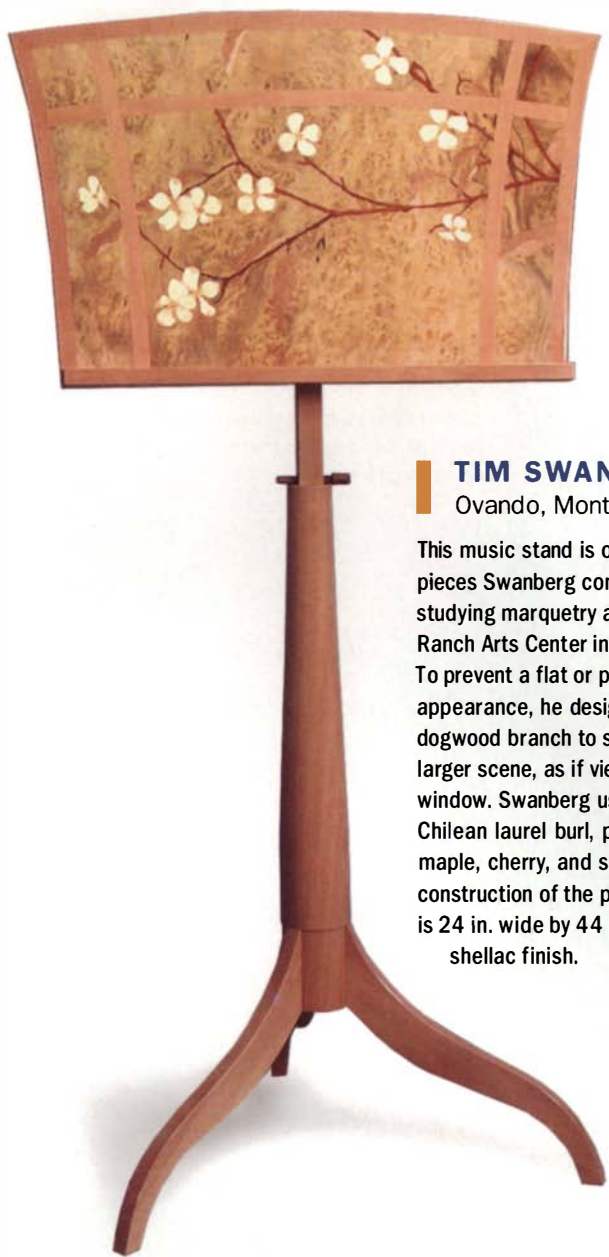 TIM SWAN
Ovando, Mont
This music stand is o
pieces Swanberg con
studying marquetry a
Ranch Arts Center in
To prevent a flat or p
appearance, he desig
dogwood branch to s
larger scene, as if vie
window. Swanberg us
Chilean laurel burl, p
maple, cherry, and s
construction of the p
is 24 in. wide by 44
shellac finish.